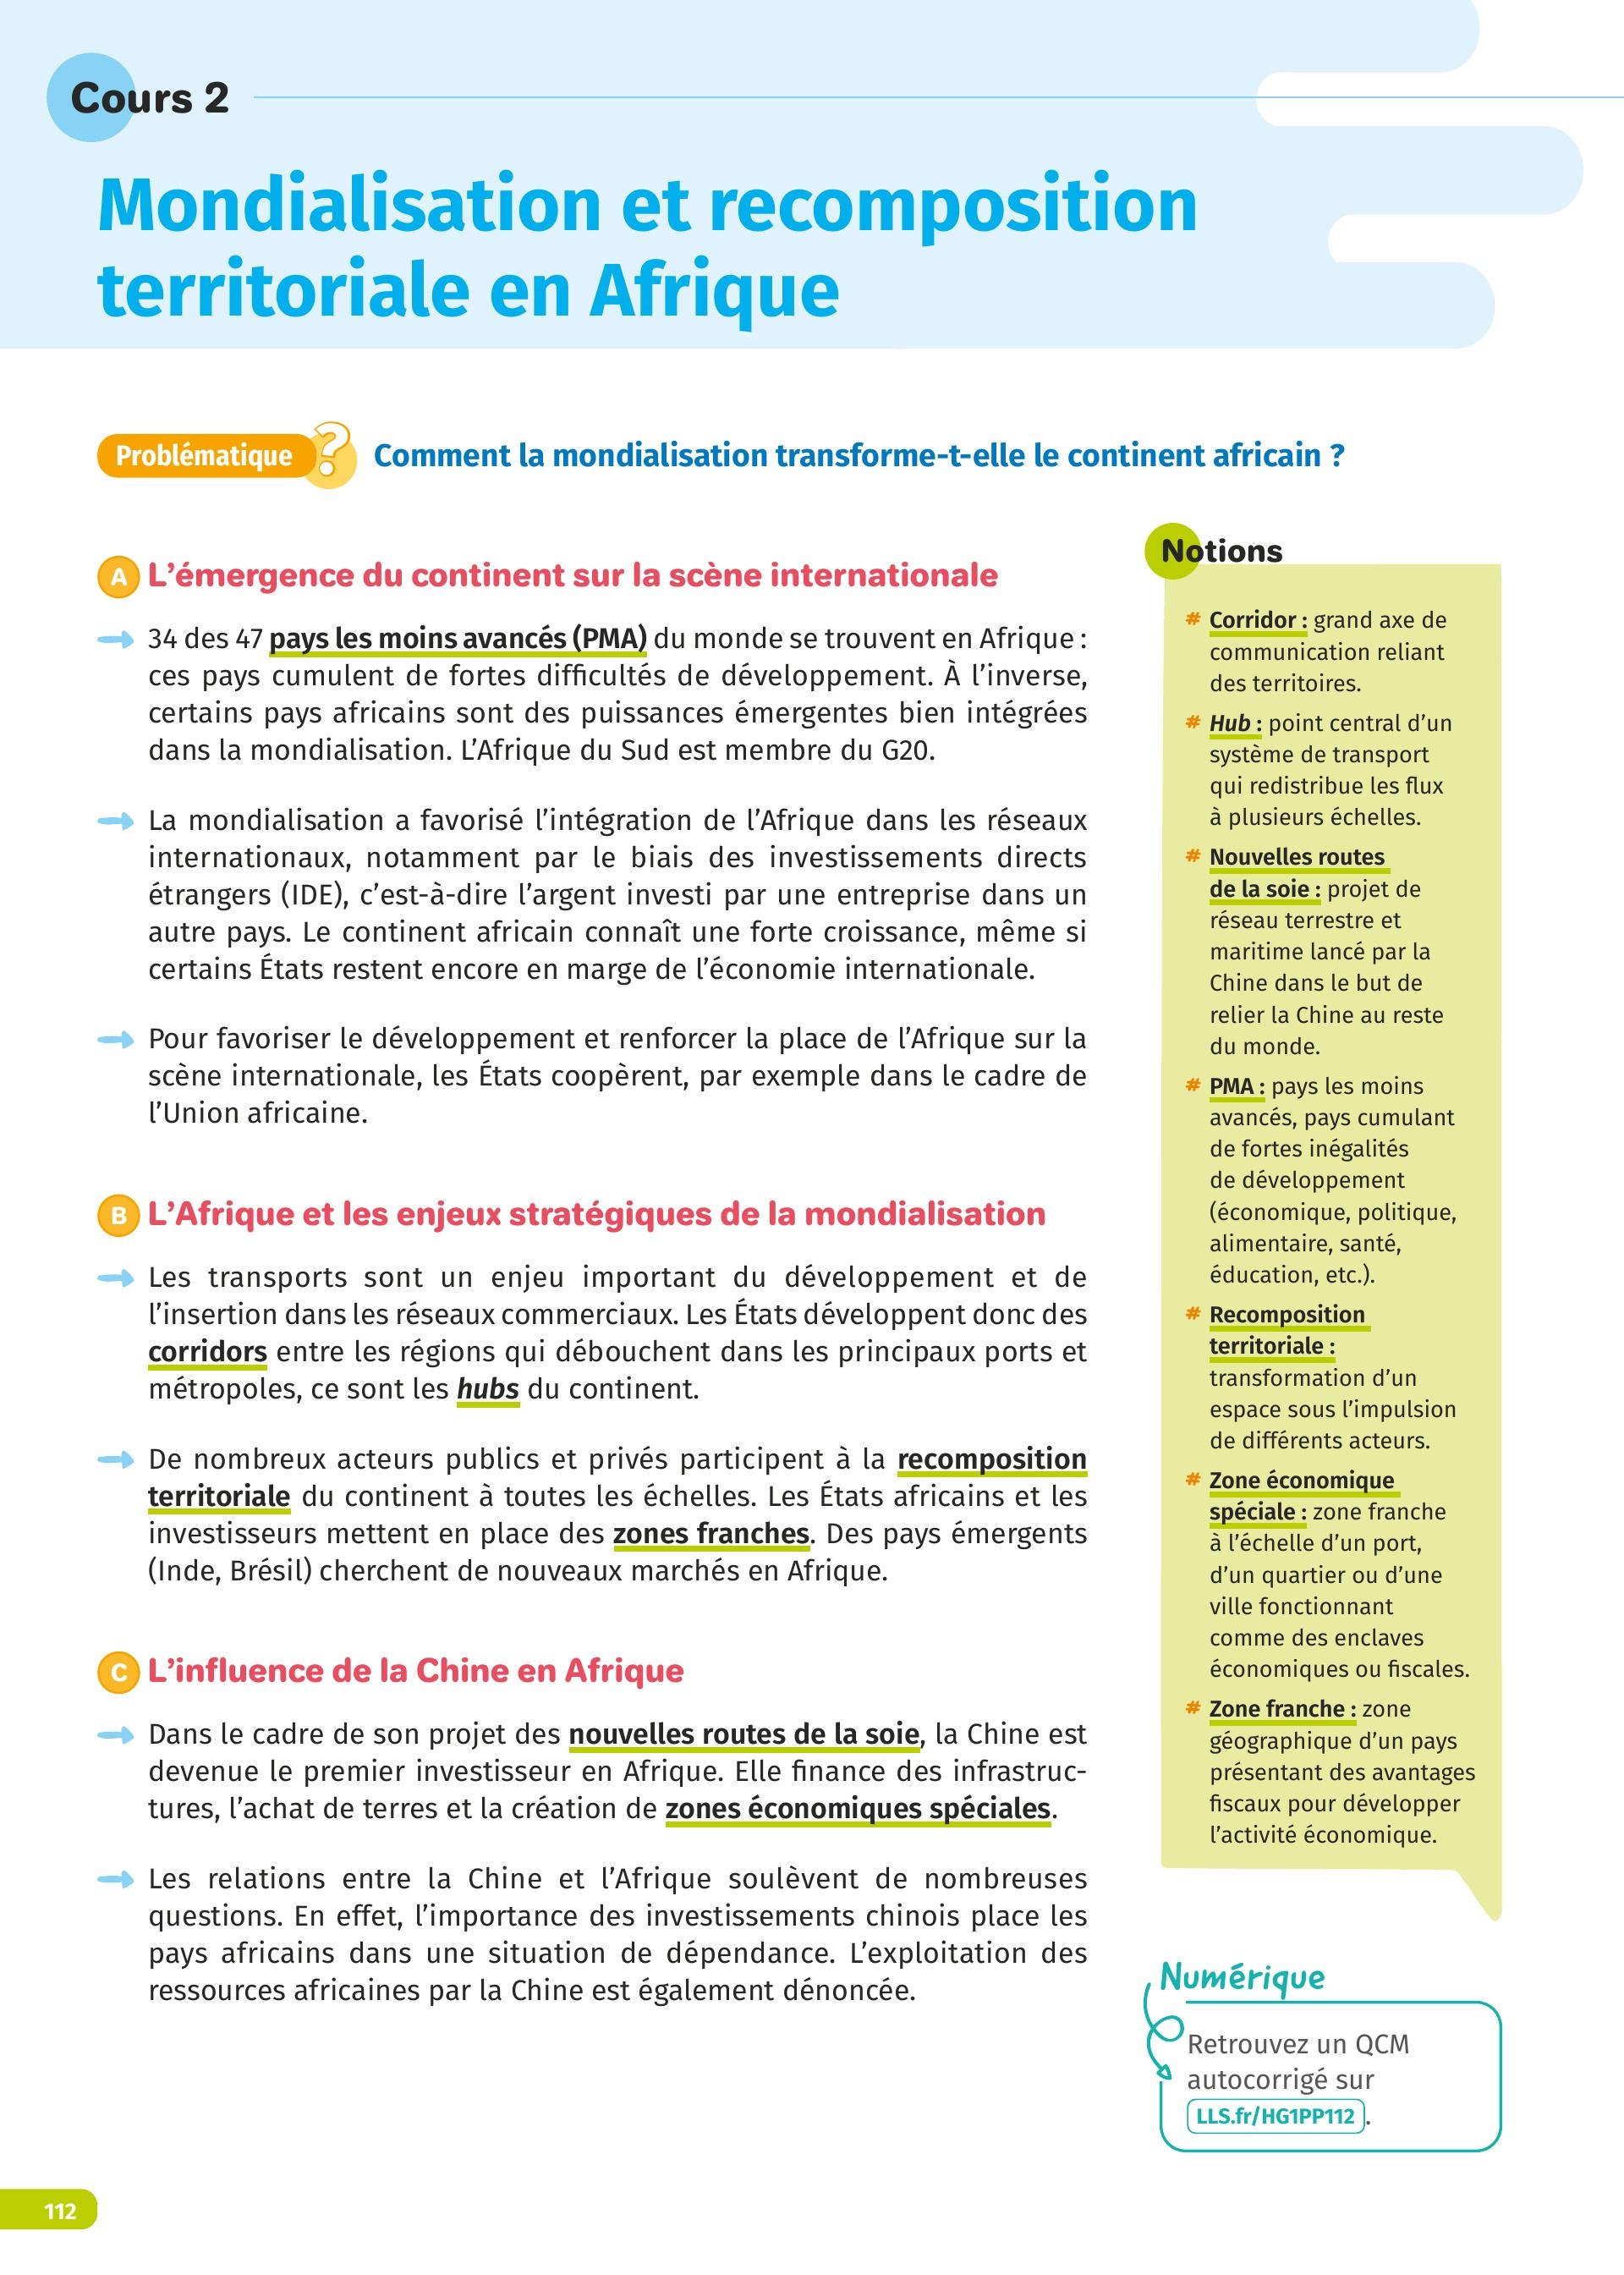 Cours 2
Mondialisation et recomposition
territoriale en Afrique
Problématique ? Comment la mondialisation transforme-t-elle le continent africain ?
A L’émergence du continent sur la scène internationale
34 des 47 pays les moins avancés (PMA) du monde se trouvent en Afrique :
ces pays cumulent de fortes difficultés de développement. À l’inverse,
certains pays africains sont des puissances émergentes bien intégrées
dans la mondialisation. L’Afrique du Sud est membre du G20.
La mondialisation a favorisé l’intégration de l’Afrique dans les réseaux
internationaux, notamment par le biais des investissements directs
étrangers (IDE), c’est-à-dire l’argent investi par une entreprise dans un
autre pays. Le continent africain connaît une forte croissance, même si
certains États restent encore en marge de l’économie internationale.
Pour favoriser le développement et renforcer la place de l’Afrique sur la
scène internationale, les États coopèrent, par exemple dans le cadre de
l’Union africaine.
B L’Afrique et les enjeux stratégiques de la mondialisation
Les transports sont un enjeu important du développement et de
l’insertion dans les réseaux commerciaux. Les États développent donc des
corridors entre les régions qui débouchent dans les principaux ports et
métropoles, ce sont les hubs du continent.
De nombreux acteurs publics et privés participent à la recomposition
territoriale du continent à toutes les échelles. Les États africains et les
investisseurs mettent en place des zones franches. Des pays émergents
(Inde, Brésil) cherchent de nouveaux marchés en Afrique.
C L’influence de la Chine en Afrique
Dans le cadre de son projet des nouvelles routes de la soie, la Chine est
devenue le premier investisseur en Afrique. Elle finance des infrastruc-
tures, l’achat de terres et la création de zones économiques spéciales.
Les relations entre la Chine et l’Afrique soulèvent de nombreuses
questions. En effet, l’importance des investissements chinois place les
pays africains dans une situation de dépendance. L’exploitation des
ressources africaines par la Chine est également dénoncée.
Notions
# Corridor : grand axe de
communication reliant
des territoires.
# Hub : point central d’un
système de transport
qui redistribue les flux
à plusieurs échelles.
# Nouvelles routes
de la soie : projet de
réseau terrestre et
maritime lancé par la
Chine dans le but de
relier la Chine au reste
du monde.
# PMA : pays les moins
avancés, pays cumulant
de fortes inégalités
de développement
(économique, politique,
alimentaire, santé,
éducation, etc.).
# Recomposition
territoriale :
transformation d’un
espace sous l’impulsion
de différents acteurs.
# Zone économique
spéciale : zone franche
à l’échelle d’un port,
d’un quartier ou d’une
ville fonctionnant
comme des enclaves
économiques ou fiscales.
# Zone franche : zone
géographique d’un pays
présentant des avantages
fiscaux pour développer
l’activité économique.
Numérique
Retrouvez un QCM
autocorrigé sur
LLS.fr/HG1PP112.
112